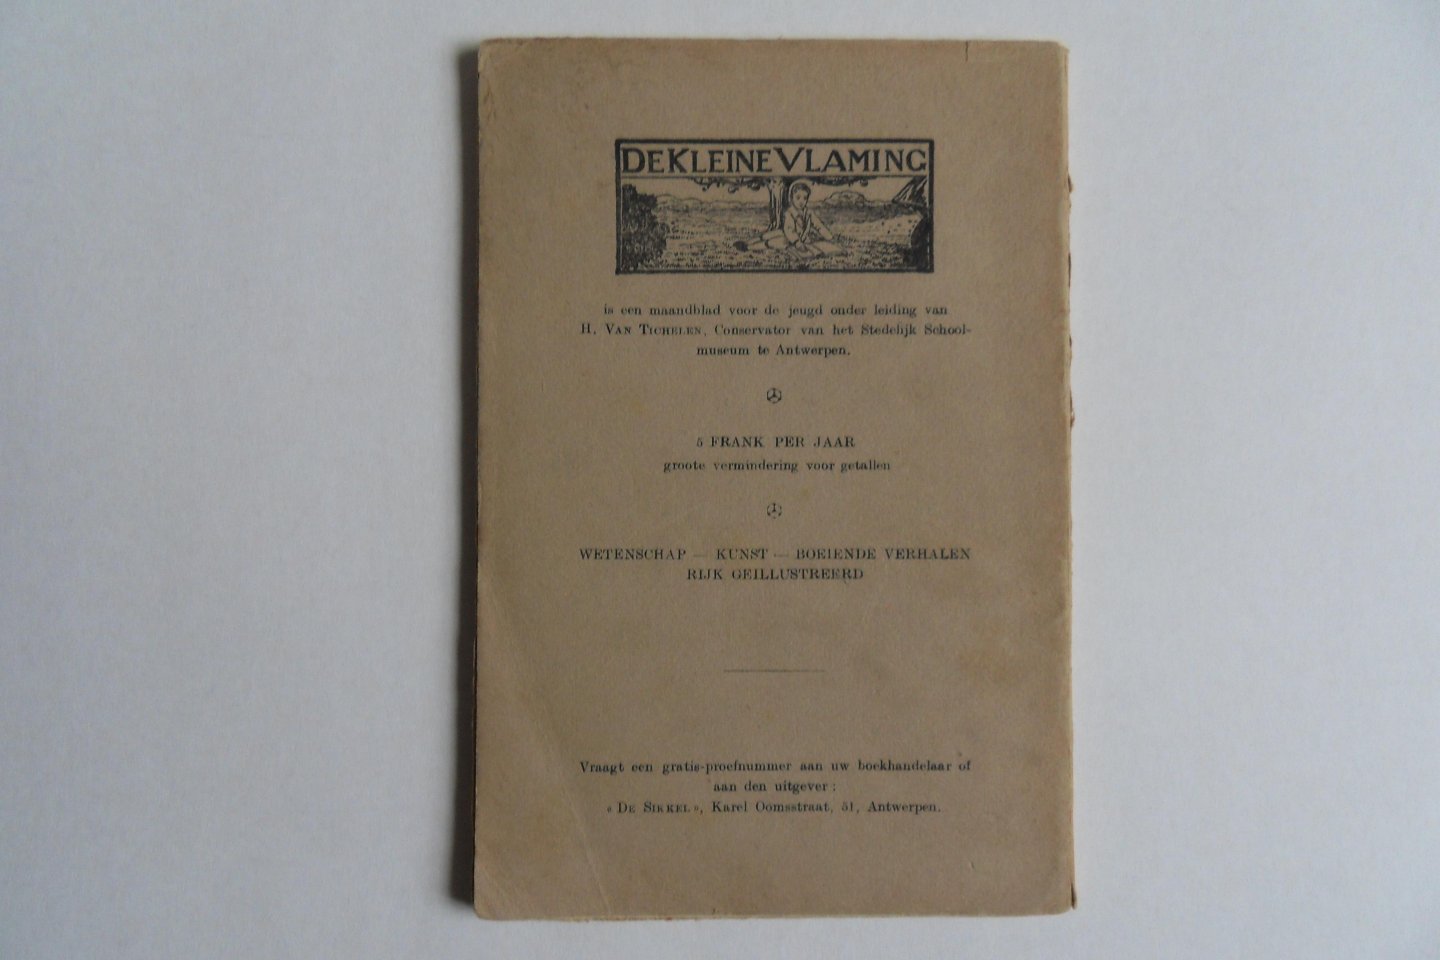 DE KLEINE VLAMING
is een maandblad voor de jeugd onder leiding van
H. VAN TICHELEN, Conservator van het Stedelijk School-
museum te Antwerpen.
5 FRANK PER JAAR
groote vermindering voor getallen
WETENSCHAP — KUNST — BOEIENDE VERHALEN
RIJK GEILLUSTREERD
Vraagt een gratis-proefnummer aan uw boekhandelaar of
aan den uitgever :
« DE SIKKEL », Karel Oomsstraat, 51, Antwerpen.